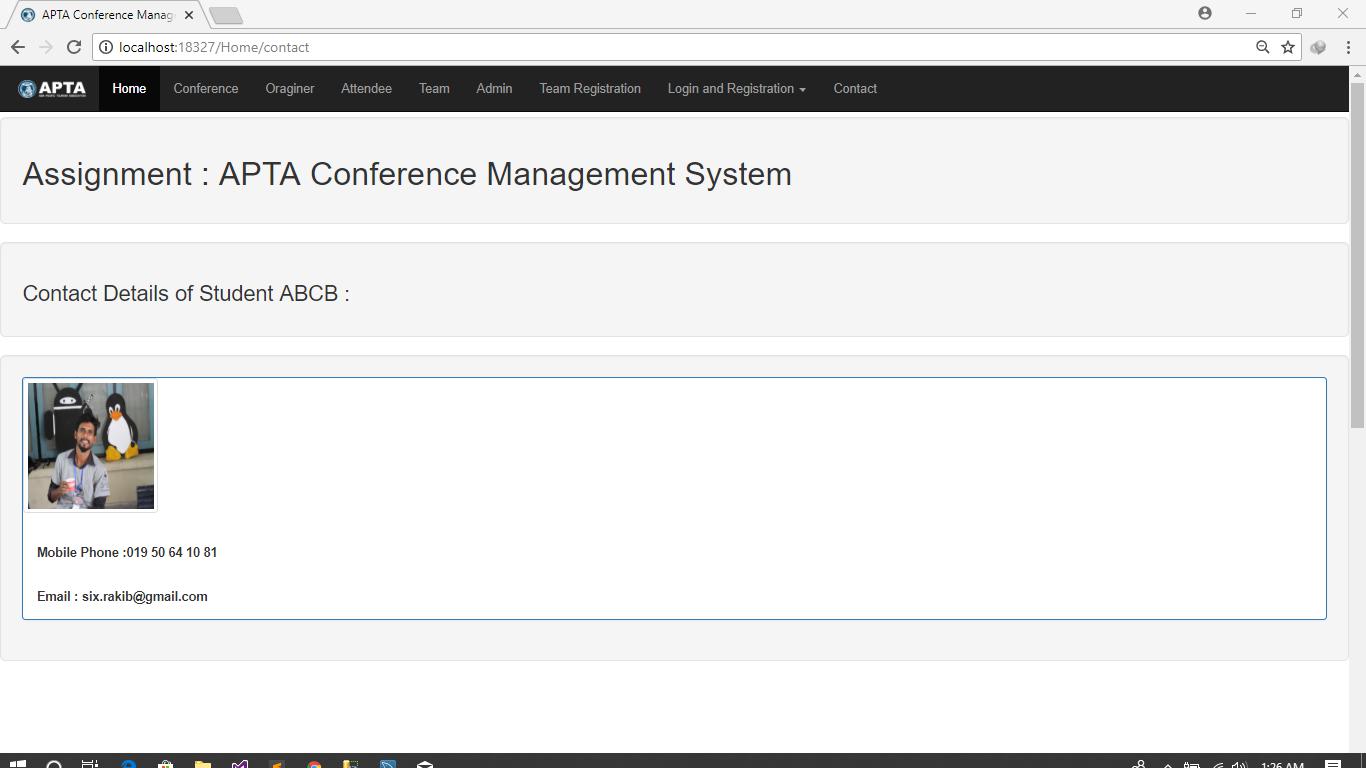 APTA Conference Manag
localhost:18327/Home/contact
APTA
Home Conference Oraginer Attendee Team Admin Team Registration Login and Registration Contact
Assignment : APTA Conference Management System
Contact Details of Student ABCB :
Mobile Phone :019 50 64 10 81
Email : six.rakib@gmail.com
1:26 AM